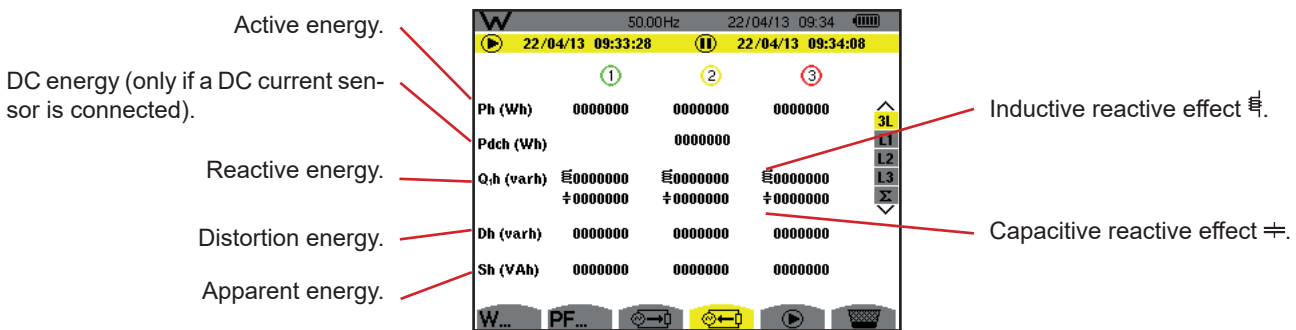 Active energy.
DC energy (only if a DC current sen-
sor is connected).
Reactive energy.
Distortion energy.
Apparent energy.
W 50.00Hz 22/04/13 09:34
22/04/13 09:33:28 22/04/13 09:34:08
1 2 3
Ph (Wh) 0000000 0000000 0000000
Pdch (Wh) 0000000
Q₁h (varh) 0000000 0000000 0000000
0000000 0000000 0000000
Dh (varh) 0000000 0000000 0000000
Sh (VAh) 0000000 0000000 0000000
3L
L1
L2
L3
Σ
W... PF...
Inductive reactive effect .
Capacitive reactive effect .